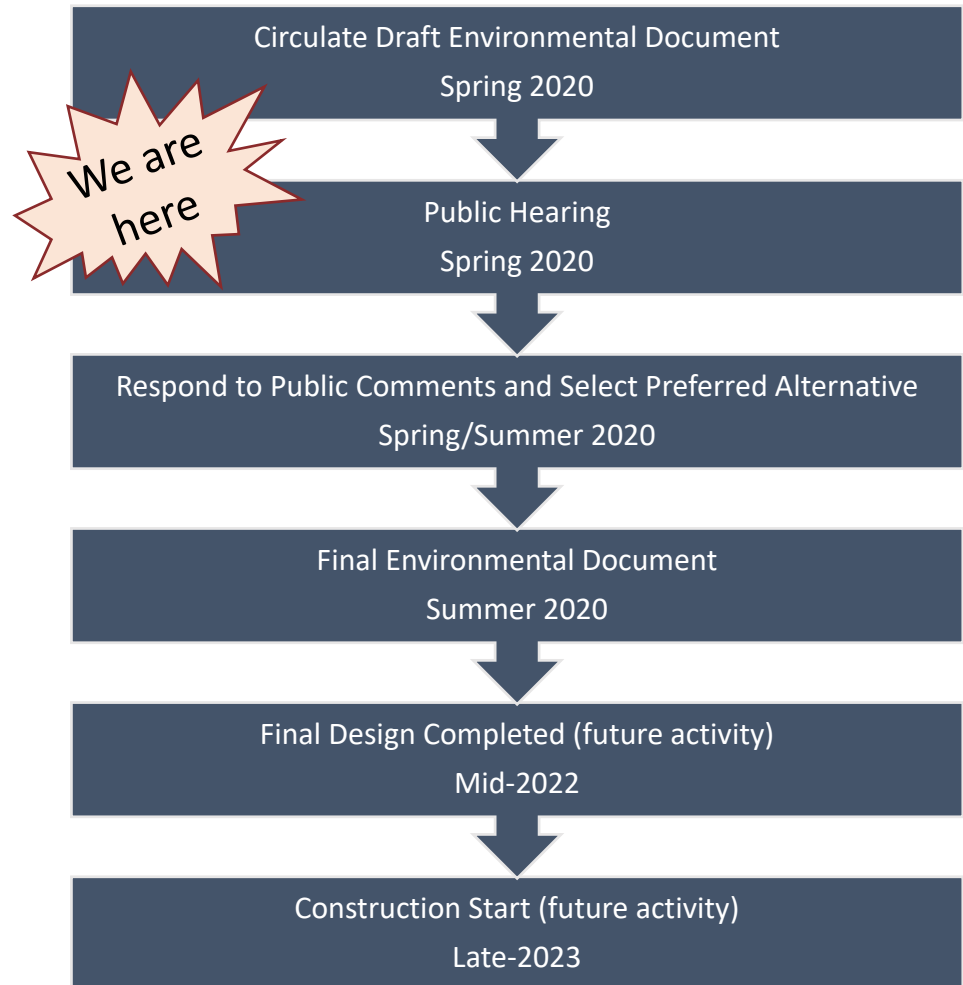 Circulate Draft Environmental Document
Spring 2020
We are
here
Public Hearing
Spring 2020
Respond to Public Comments and Select Preferred Alternative
Spring/Summer 2020
Final Environmental Document
Summer 2020
Final Design Completed (future activity)
Mid-2022
Construction Start (future activity)
Late-2023